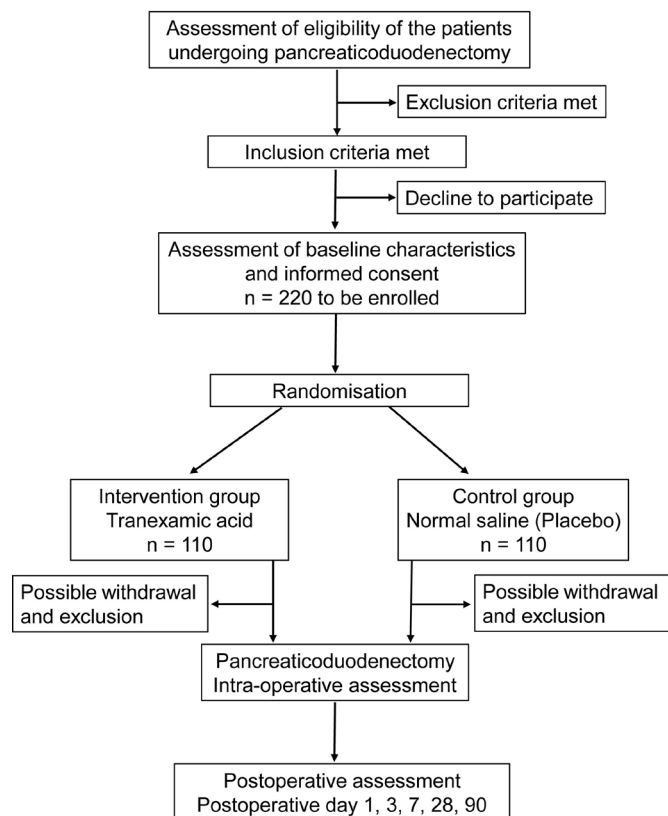 Assessment of eligibility of the patients
undergoing pancreaticoduodenectomy
Exclusion criteria met
Inclusion criteria met
Decline to participate
Assessment of baseline characteristics
and informed consent
n = 220 to be enrolled
Randomisation
Intervention group
Tranexamic acid
n = 110
Control group
Normal saline (Placebo)
n = 110
Possible withdrawal
and exclusion
Possible withdrawal
and exclusion
Pancreaticoduodenectomy
Intra-operative assessment
Postoperative assessment
Postoperative day 1, 3, 7, 28, 90